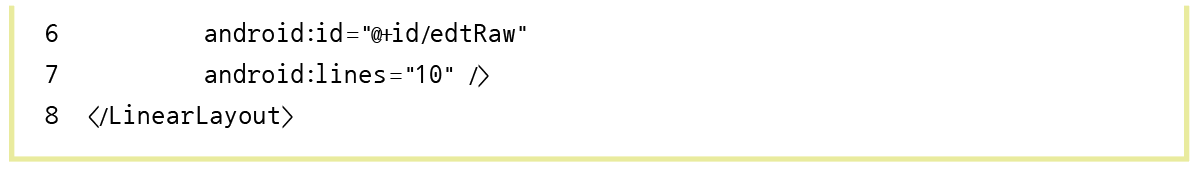 6 android:id="@+id/edtRaw"
7 android:lines="10" />
8 </LinearLayout>